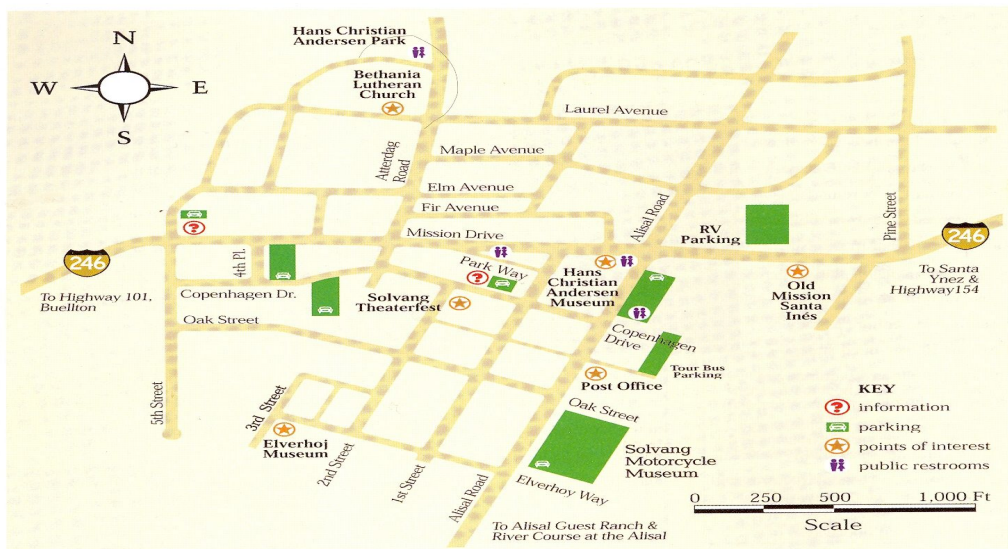 Hans Christian
Andersen Park
N
W
E
S
Bethania
Lutheran
Church
Laurel Avenue
Atterdag
Road
Maple Avenue
Elm Avenue
Fir Avenue
Mission Drive
Alisal Road
Pine Street
RV
Parking
?
246
246
4th Pl.
Park Way
?
To Highway 101,
Buellton
Copenhagen Dr.
Solvang
Theaterfest
Hans
Christian
Andersen
Museum
Old
Mission
Santa
Inés
To Santa
Ynez &
Highway154
Oak Street
Copenhagen
Drive
Tour Bus
Parking
Post Office
5th Street
3rd Street
Elverhoj
Museum
2nd Street
1st Street
Alisal Road
Oak Street
Solvang
Motorcycle
Museum
Elverhoy Way
To Alisal Guest Ranch &
River Course at the Alisal
KEY
? information
parking
points of interest
public restrooms
0 250 500 1,000 Ft
Scale